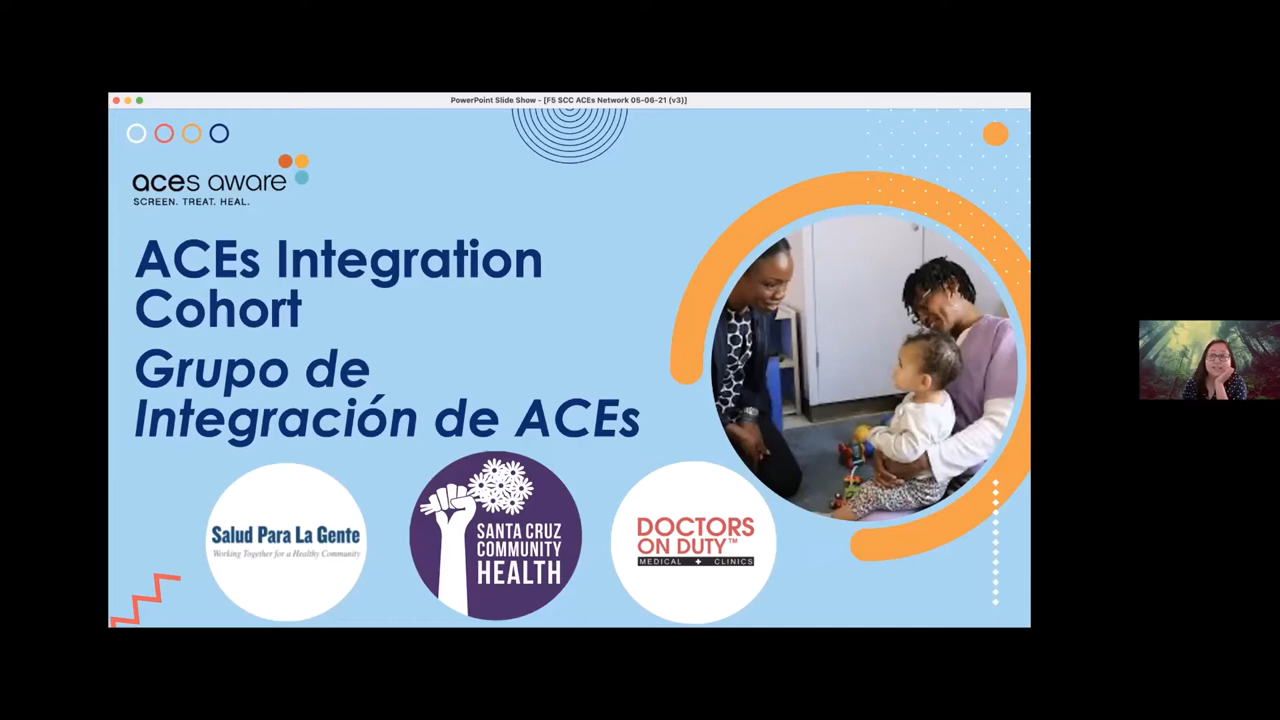 PowerPoint Slide Show - [F5 SCC ACEs Network 05-06-21 (v3)]
aces aware
SCREEN. TREAT. HEAL.
ACEs Integration
Cohort
Grupo de
Integración de ACEs
Salud Para La Gente
Working Together for a Healthy Community
SANTA CRUZ
COMMUNITY
HEALTH
DOCTORS
ON DUTY™
MEDICAL + CLINICS